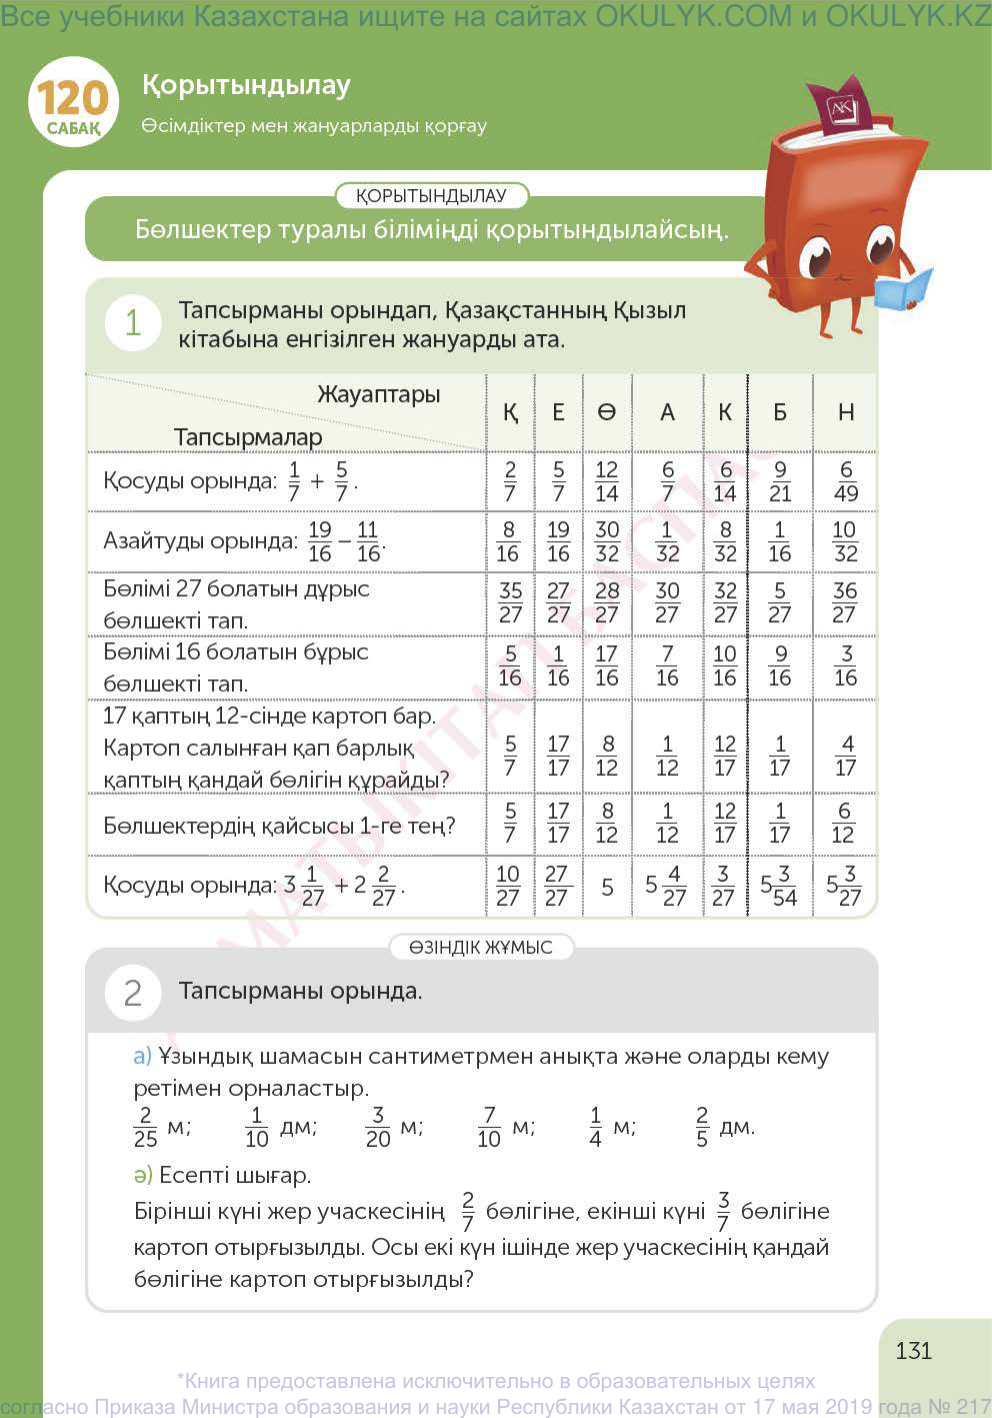 Все учебники Казахстана ищите на сайтах OKULYK.COM и OKULYK.KZ
120
САБАҚ
Қорытындылау
Өсімдіктер мен жануарларды қорғау
АК
ҚОРЫТЫНДЫЛАУ
Бөлшектер туралы біліміңді қорытындылайсың.
1
Тапсырманы орындап, Қазақстанның Қызыл
кітабына енгізілген жануарды ата.
Жауаптары
Тапсырмалар
Қ Е Ө А К Б Н
Қосуды орында: 1/7 + 5/7. 2/7 5/7 12/14 6/7 6/14 9/21 6/49
Азайтуды орында: 19/16 – 11/16. 8/16 19/16 30/32 1/32 8/32 1/16 10/32
Бөлімі 27 болатын дұрыс
бөлшекті тап. 35/27 27/27 28/27 30/27 32/27 5/27 36/27
Бөлімі 16 болатын бұрыс
бөлшекті тап. 5/16 1/16 17/16 7/16 10/16 9/16 3/16
17 қаптың 12-сінде картоп бар.
Картоп салынған қап барлық
қаптың қандай бөлігін құрайды? 5/7 17/17 8/12 1/12 12/17 1/17 4/17
Бөлшектердің қайсысы 1-ге тең? 5/7 17/17 8/12 1/12 12/17 1/17 6/12
Қосуды орында: 3 1/27 + 2 2/27. 10/27 27/27 5 5 4/27 3/27 5 3/54 5 3/27
ӨЗІНДІК ЖҰМЫС
2
Тапсырманы орында.
а) Ұзындық шамасын сантиметрмен анықта және оларды кему
ретімен орналастыр.
2/25 м; 1/10 дм; 3/20 м; 7/10 м; 1/4 м; 2/5 дм.
ә) Есепті шығар.
Бірінші күні жер учаскесінің 2/7 бөлігіне, екінші күні 3/7 бөлігіне
картоп отырғызылды. Осы екі күн ішінде жер учаскесінің қандай
бөлігіне картоп отырғызылды?
131
*Книга предоставлена исключительно в образовательных целях
согласно Приказа Министра образования и науки Республики Казахстан от 17 мая 2019 года № 217